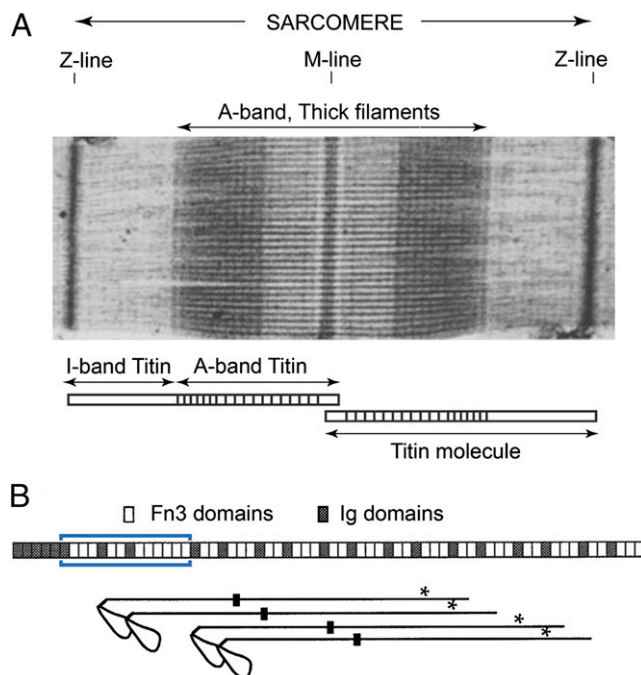 A
SARCOMERE
Z-line M-line Z-line
A-band, Thick filaments
I-band Titin A-band Titin
Titin molecule
B
Fn3 domains Ig domains
*
*
*
*